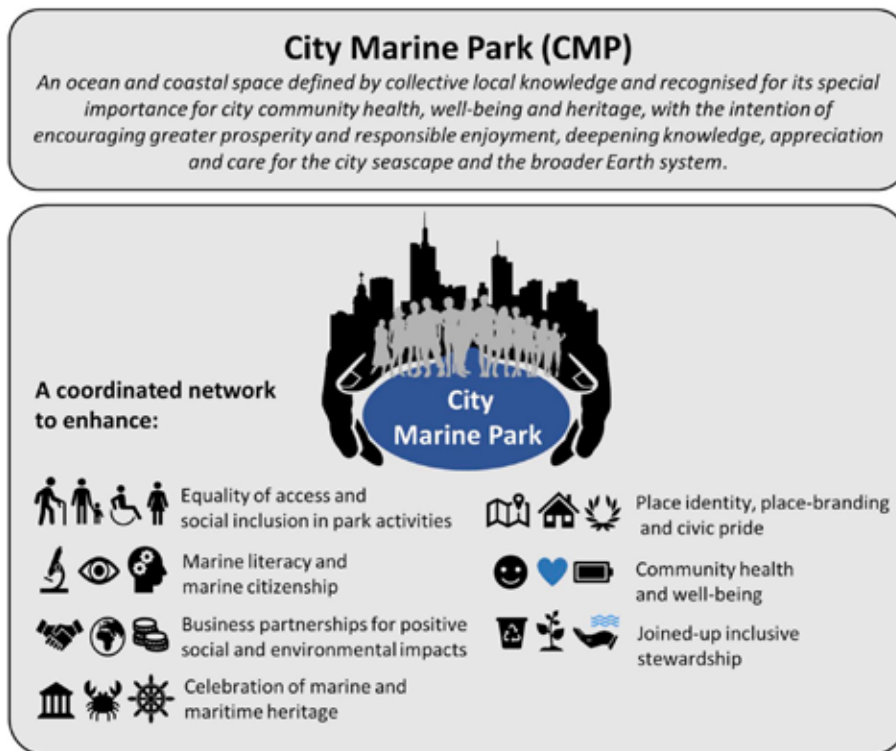 City Marine Park (CMP)
An ocean and coastal space defined by collective local knowledge and recognised for its special
importance for city community health, well-being and heritage, with the intention of
encouraging greater prosperity and responsible enjoyment, deepening knowledge, appreciation
and care for the city seascape and the broader Earth system.
City
Marine Park
A coordinated network
to enhance:
Equality of access and
social inclusion in park activities
Marine literacy and
marine citizenship
Business partnerships for positive
social and environmental impacts
Celebration of marine and
maritime heritage
Place identity, place-branding
and civic pride
Community health
and well-being
Joined-up inclusive
stewardship